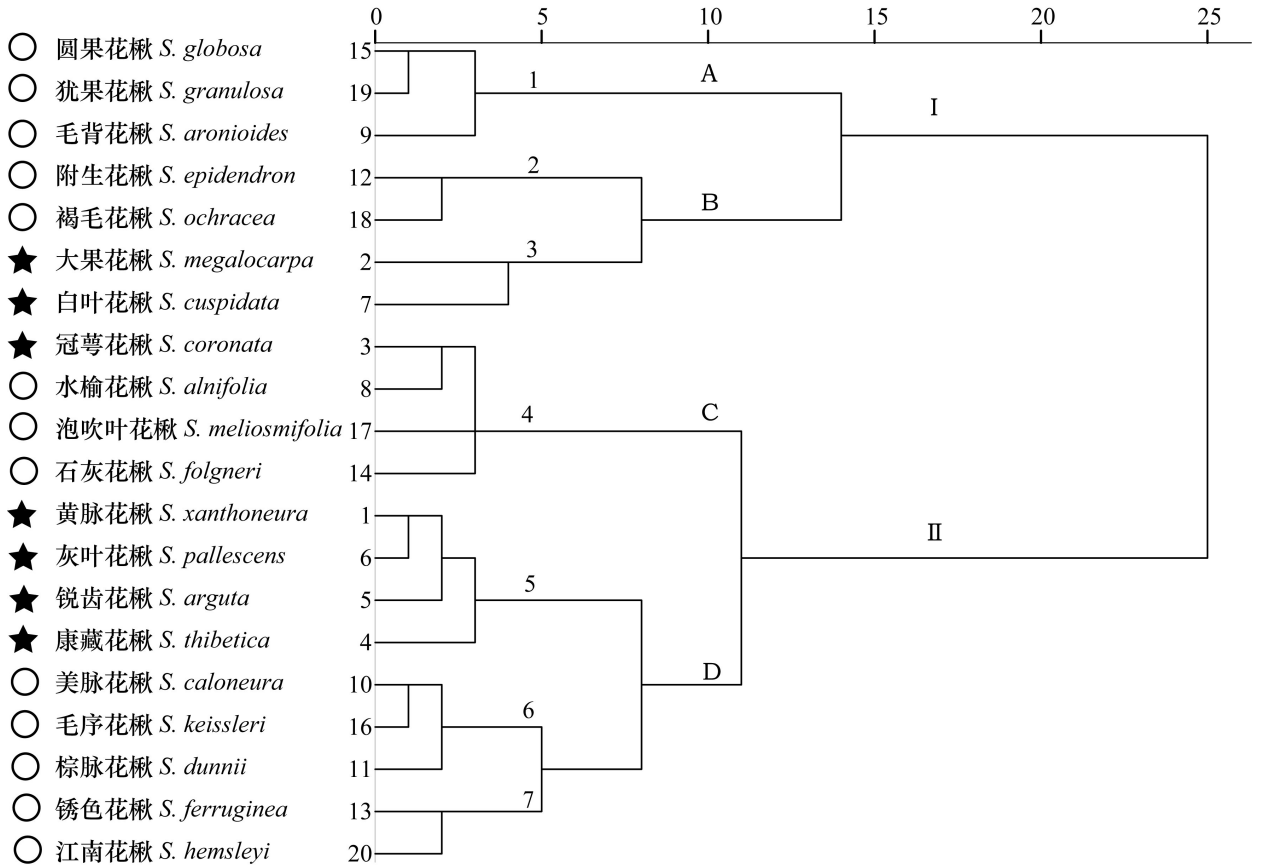 0 5 10 15 20 25
圆果花楸 S. globosa 15
犹果花楸 S. granulosa 19
1 A I
毛背花楸 S. aronioides 9
附生花楸 S. epidendron 12
2
褐毛花楸 S. ochracea 18
B
大果花楸 S. megalocarpa 2
3
白叶花楸 S. cuspidata 7
冠萼花楸 S. coronata 3
水榆花楸 S. alnifolia 8
泡吹叶花楸 S. meliosmifolia 17
4 C
石灰花楸 S. folgneri 14
黄脉花楸 S. xanthoneura 1
灰叶花楸 S. pallescens 6
II
锐齿花楸 S. arguta 5
5
康藏花楸 S. thibetica 4
美脉花楸 S. caloneura 10
D
毛序花楸 S. keissleri 16
6
棕脉花楸 S. dunnii 11
锈色花楸 S. ferruginea 13
7
江南花楸 S. hemsleyi 20